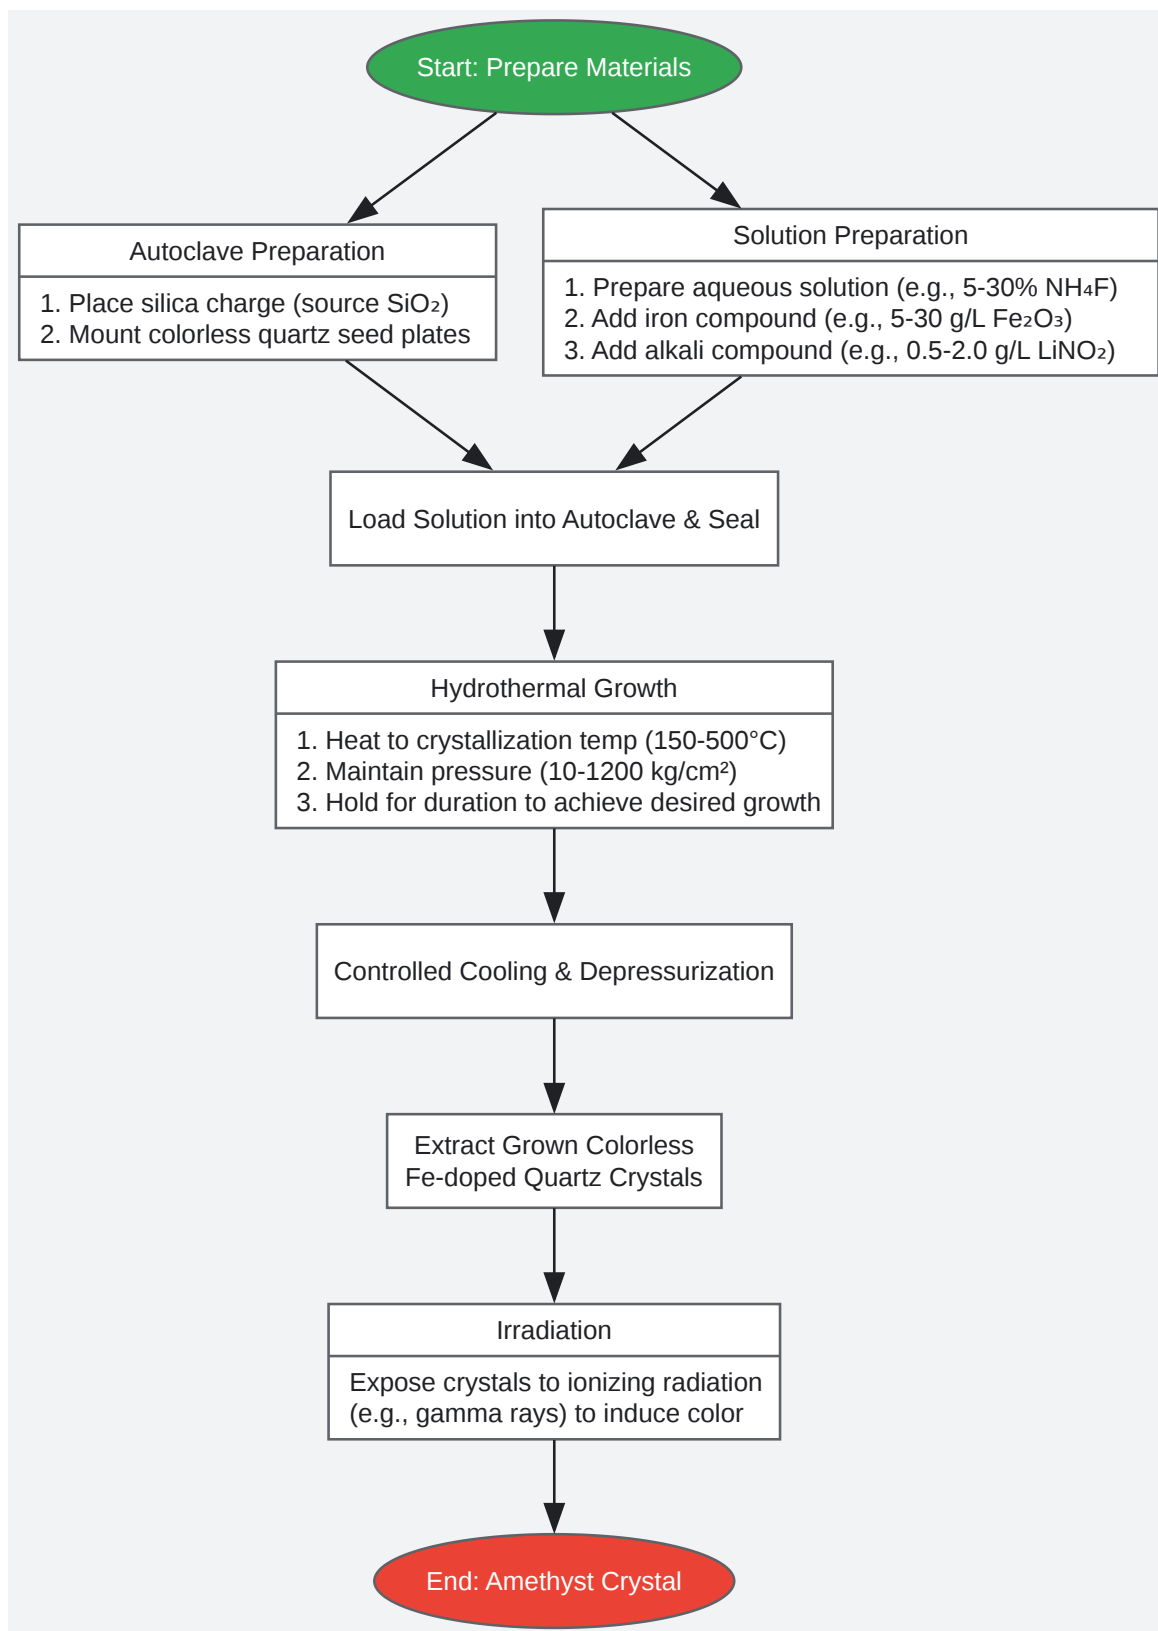 Start: Prepare Materials
Autoclave Preparation
1. Place silica charge (source SiO₂)
2. Mount colorless quartz seed plates
Solution Preparation
1. Prepare aqueous solution (e.g., 5-30% NH₄F)
2. Add iron compound (e.g., 5-30 g/L Fe₂O₃)
3. Add alkali compound (e.g., 0.5-2.0 g/L LiNO₂)
Load Solution into Autoclave & Seal
Hydrothermal Growth
1. Heat to crystallization temp (150-500°C)
2. Maintain pressure (10-1200 kg/cm²)
3. Hold for duration to achieve desired growth
Controlled Cooling & Depressurization
Extract Grown Colorless
Fe-doped Quartz Crystals
Irradiation
Expose crystals to ionizing radiation
(e.g., gamma rays) to induce color
End: Amethyst Crystal